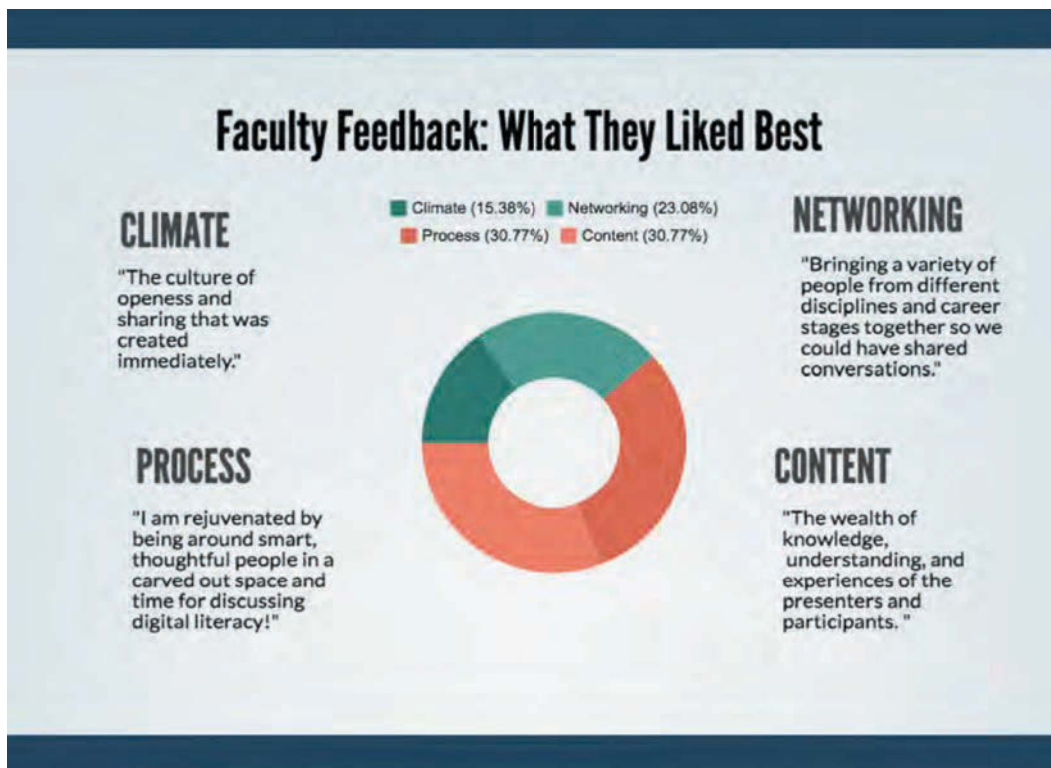 Faculty Feedback: What They Liked Best
Climate (15.38%) Networking (23.08%)
Process (30.77%) Content (30.77%)
CLIMATE
"The culture of
openess and
sharing that was
created
immediately."
NETWORKING
"Bringing a variety of
people from different
disciplines and career
stages together so we
could have shared
conversations."
PROCESS
"I am rejuvenated by
being around smart,
thoughtful people in a
carved out space and
time for discussing
digital literacy!"
CONTENT
"The wealth of
knowledge,
understanding, and
experiences of the
presenters and
participants. "